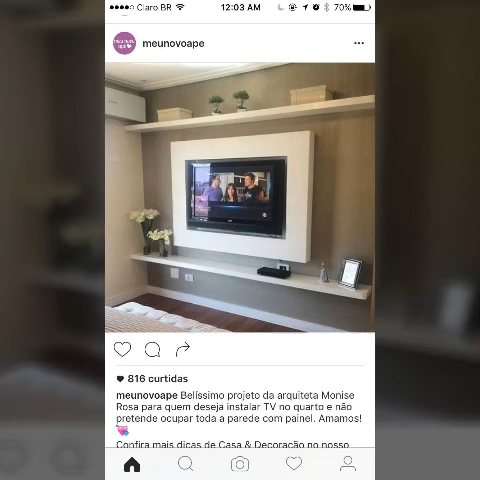 Claro BR 12:03 AM 70%
meunovoape
816 curtidas
meunovoape Belíssimo projeto da arquiteta Monise
Rosa para quem deseja instalar TV no quarto e não
pretende ocupar toda a parede com painel. Amamos!
Confira mais dicas de Casa & Decoração no nosso